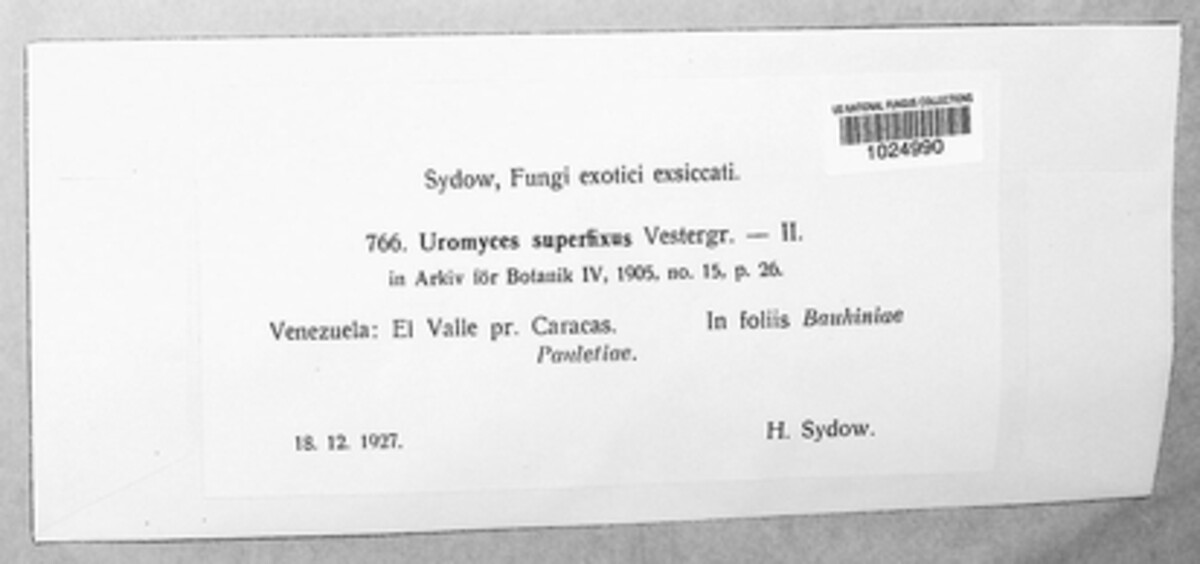 US NATIONAL FUNGUS COLLECTIONS
1024990
Sydow, Fungi exotici exsiccati.
766. Uromyces superfixus Vestergr. — II.
in Arkiv för Botanik IV, 1905, no. 15, p. 26.
Venezuela: El Valle pr. Caracas. In foliis Bauhiniae
Pauletiae.
18. 12. 1927. H. Sydow.